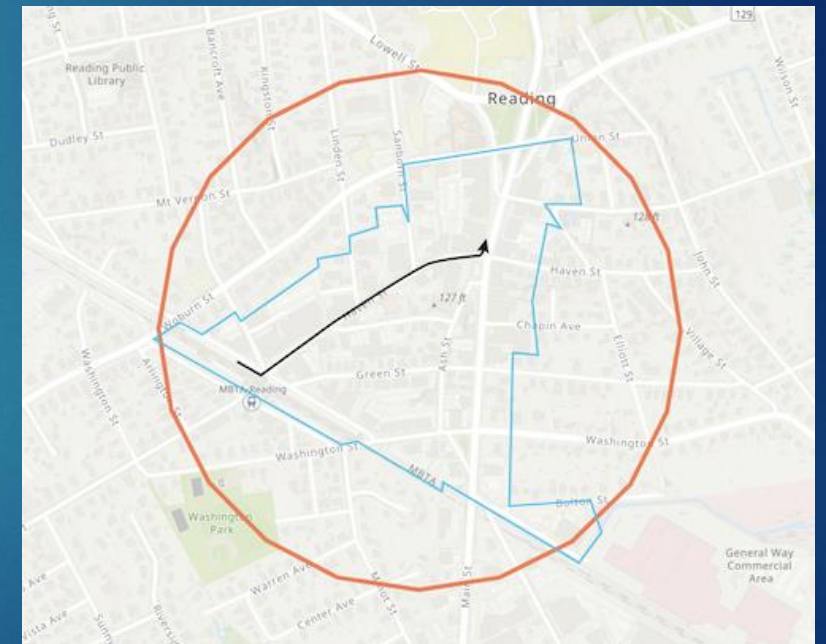 129
Lowell St
Reading
Reading Public
Library
Bancroft Ave
Kingston St
Wilson St
Dudley St
Linden St
Sanborn St
Union St
Mt Vernon St
128 ft
John St
Haven St
Woburn St
127 ft
Chapin Ave
Village St
Elliott St
Ash St
Washington St
Arlington St
Green St
MBTA Reading
Washington St
Washington St
MBTA
Bolton St
Washington
Park
General Way
Commercial
Area
Warren Ave
Main St
Minot St
Center Ave
Ave